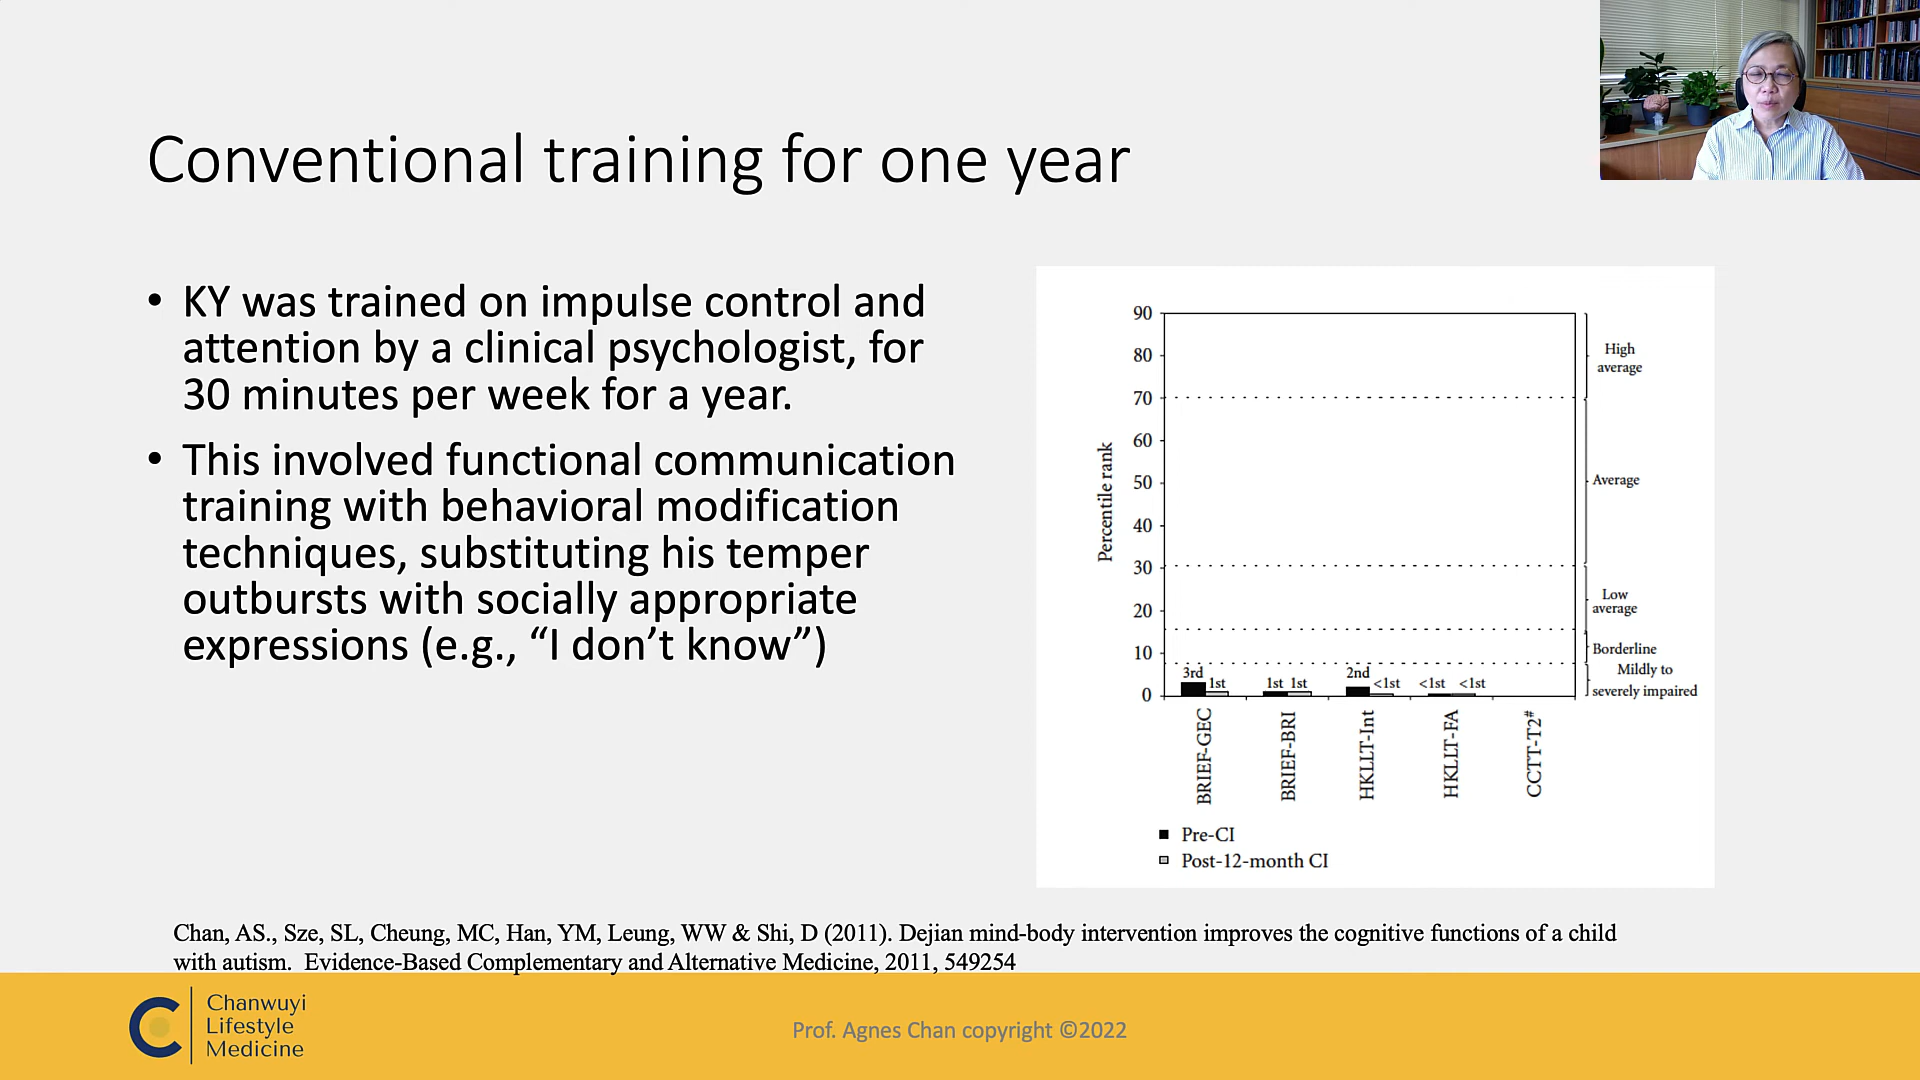 Conventional training for one year
• KY was trained on impulse control and
attention by a clinical psychologist, for
30 minutes per week for a year.
• This involved functional communication
training with behavioral modification
techniques, substituting his temper
outbursts with socially appropriate
expressions (e.g., “I don’t know”)
Percentile rank
90
80
70
60
50
40
30
20
10
0
High
average
Average
Low
average
Borderline
Mildly to
severely impaired
3rd 1st 1st 1st 2nd <1st <1st <1st
BRIEF-GEC
BRIEF-BRI
HKLLT-Int
HKLLT-FA
CCTT-T2#
Pre-CI
Post-12-month CI
Chan, AS., Sze, SL, Cheung, MC, Han, YM, Leung, WW & Shi, D (2011). Dejian mind-body intervention improves the cognitive functions of a child
with autism. Evidence-Based Complementary and Alternative Medicine, 2011, 549254
Chanwuyi
Lifestyle
Medicine
Prof. Agnes Chan copyright ©2022